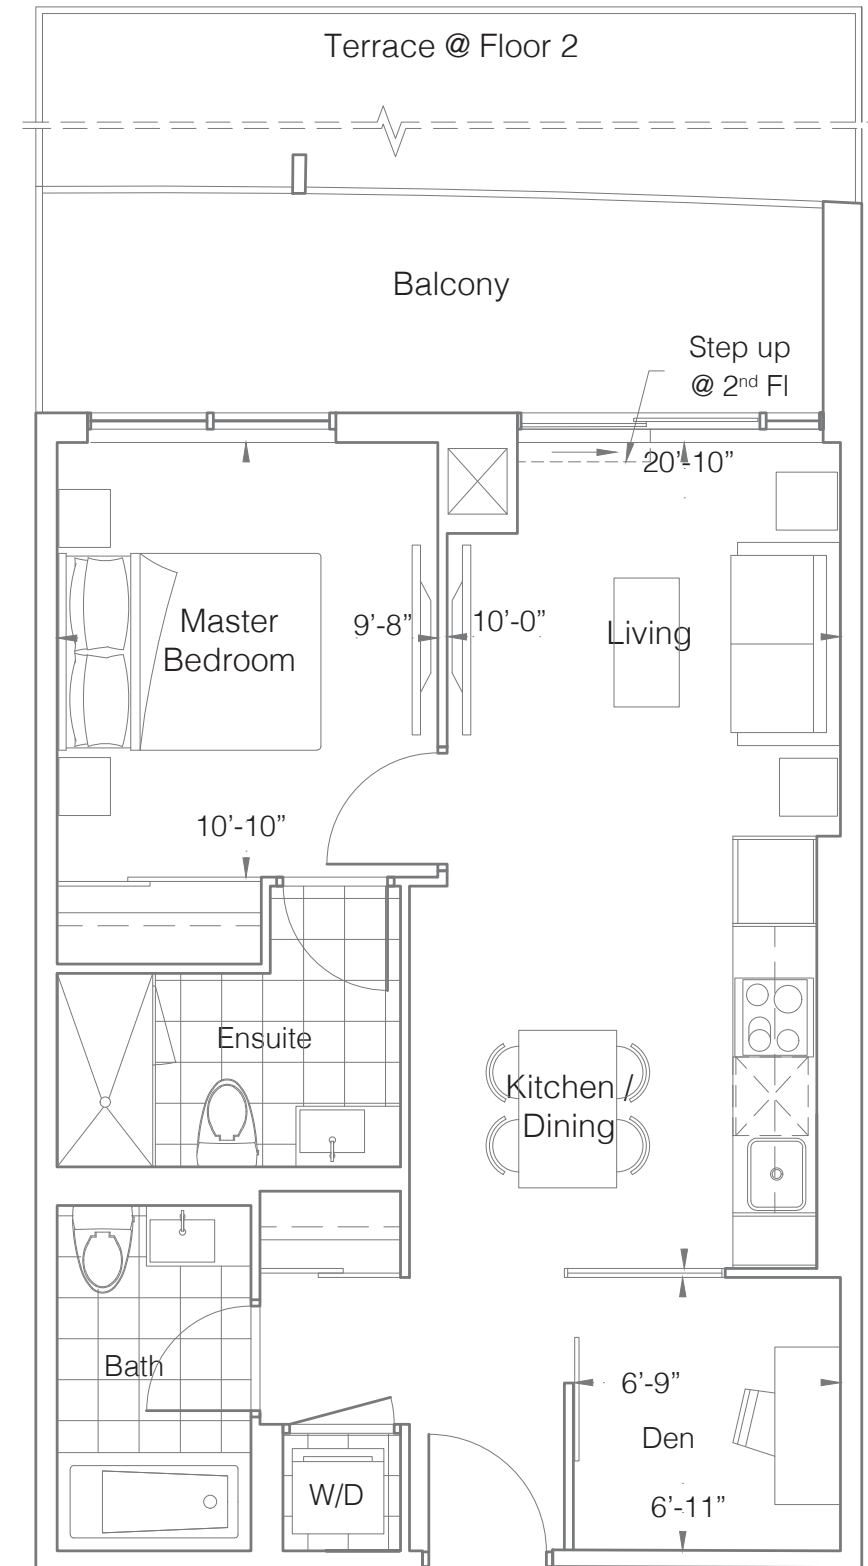 Terrace @ Floor 2
Balcony
Step up
@ 2nd Fl
20’-10”
Master
Bedroom
9’-8”
10’-0”
Living
10’-10”
Ensuite
Kitchen /
Dining
Bath
6’-9”
Den
W/D
6’-11”